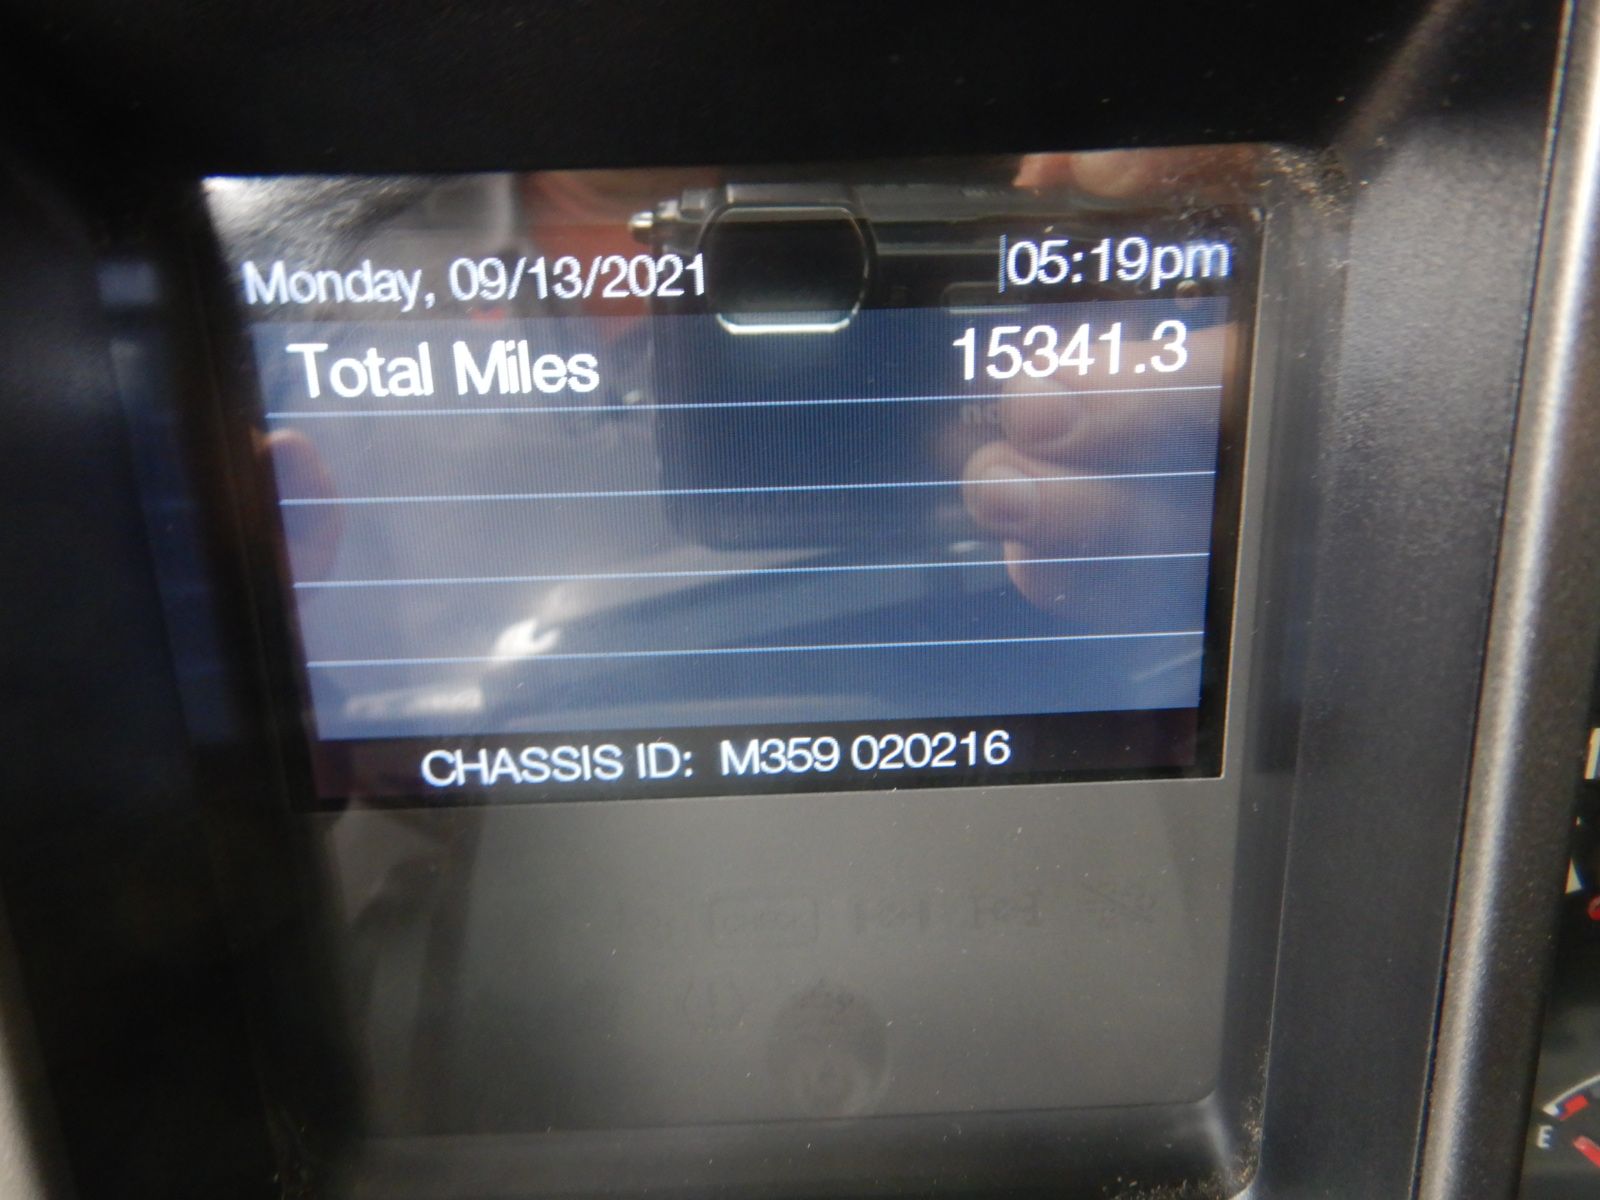 Monday, 09/13/2021 05:19pm
Total Miles 15341.3
CHASSIS ID: M359 020216
E